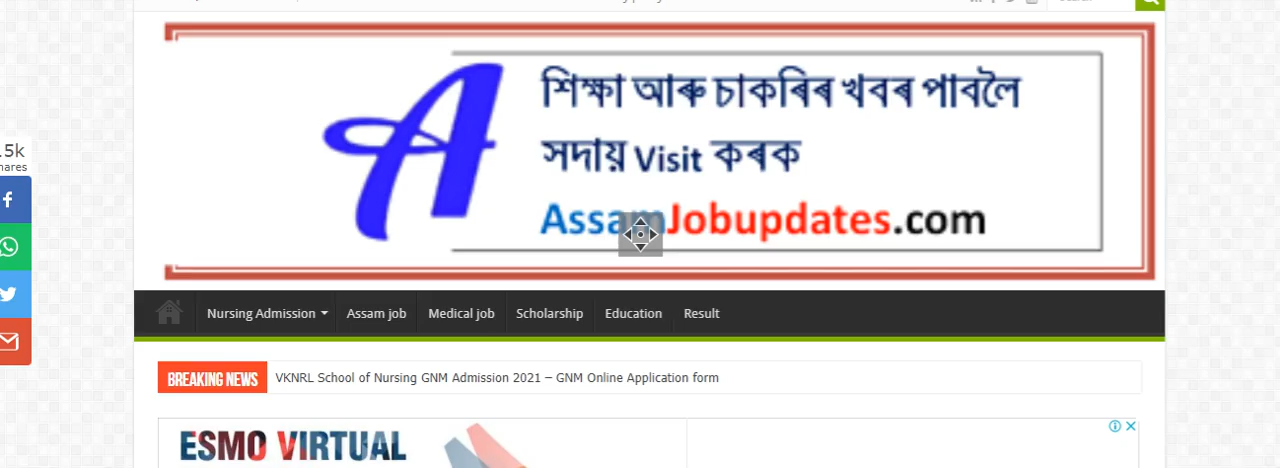 .5k
hares
শিক্ষা আৰু চাকৰিৰ খবৰ পাবলৈ
সদায় Visit কৰক
AssamJobupdates.com
Nursing Admission
Assam job
Medical job
Scholarship
Education
Result
BREAKING NEWS
VKNRL School of Nursing GNM Admission 2021 – GNM Online Application form
ESMO VIRTUAL